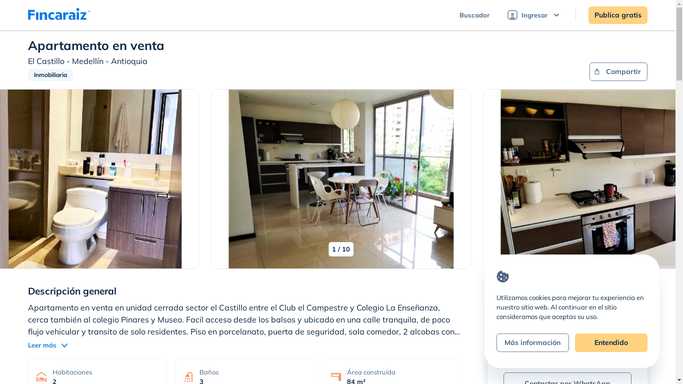 Fincaraiz
Buscador
Ingresar
Publica gratis
Apartamento en venta
El Castillo - Medellín - Antioquia
Inmobiliaria
Compartir
1 / 10
Descripción general
Apartamento en venta en unidad cerrada sector el Castillo entre el Club el Campestre y Colegio La Enseñanza,
cerca también al colegio Pinares y Museo. Facil acceso desde los balsos y ubicado en una calle tranquila, de poco
flujo vehicular y transito de solo residentes. Piso en porcelanato, puerta de seguridad, sala comedor, 2 alcobas con...
Leer más
Habitaciones
2
Baños
3
Área construida
84 m²
Utilizamos cookies para mejorar tu experiencia en
nuestro sitio web. Al continuar en el sitio
consideramos que aceptas su uso.
Más información
Entendido
Contactar por WhatsApp